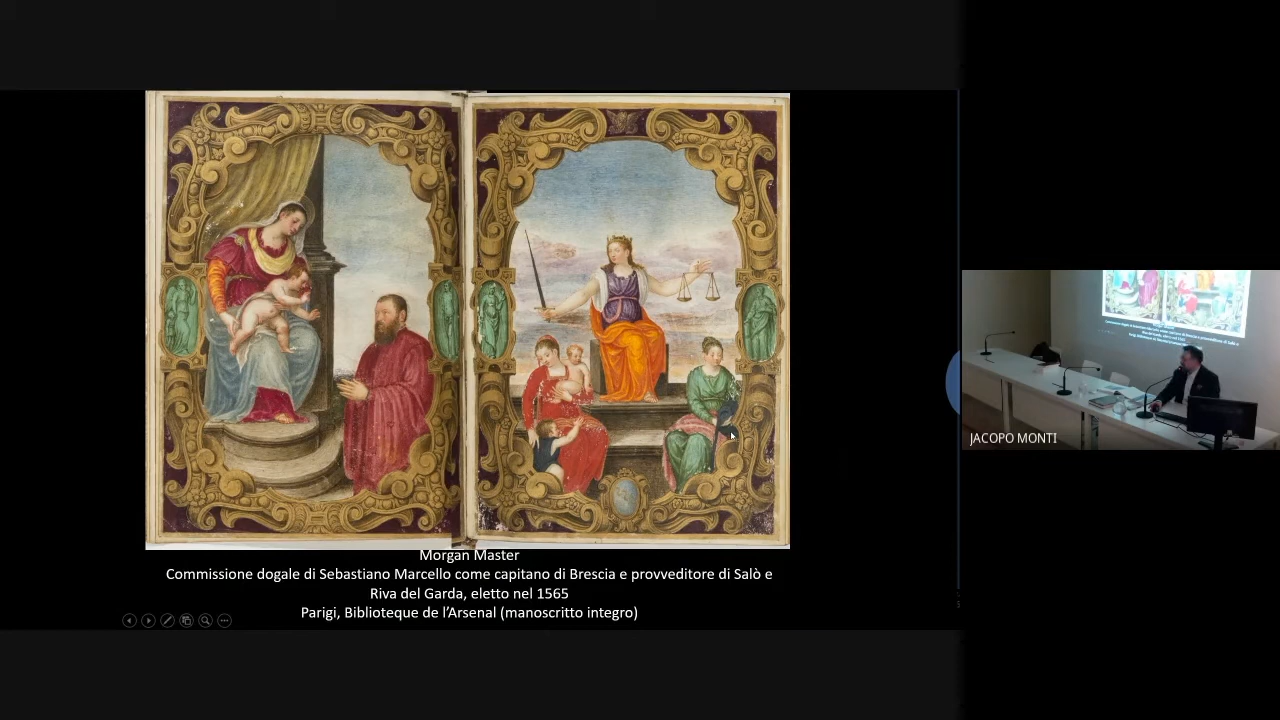 Morgan Master
Commissione dogale di Sebastiano Marcello come capitano di Brescia e provveditore di Salò e
Riva del Garda, eletto nel 1565
Parigi, Biblioteque de l'Arsenal (manoscritto integro)
JACOPO MONTI